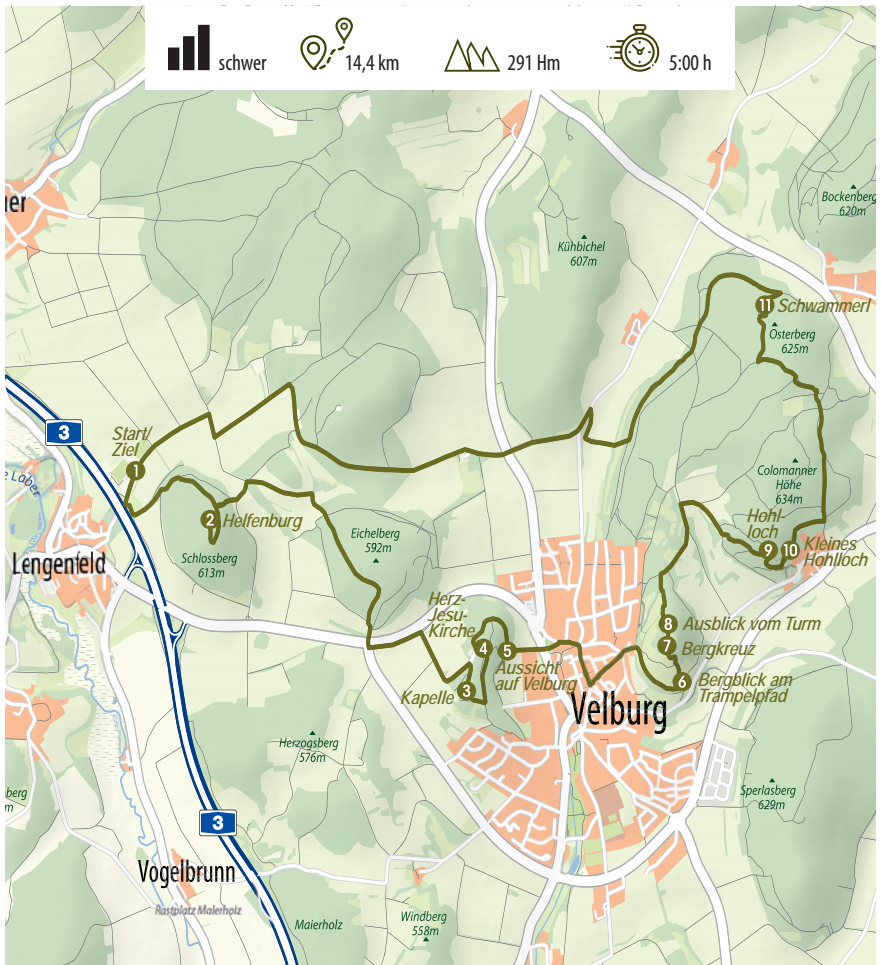 schwer
14,4 km
291 Hm
5:00 h
Bockenberg
620m
Kühbichel
607m
11 Schwammerl
Osterberg
625m
3
Start/
Ziel
1
Colomanner
Höhe
634m
2 Helfenburg
Hohl-
loch
9 10 Kleines
Hohlloch
Eichelberg
592m
Schlossberg
613m
Lengenfeld
Laber
Herz-
Jesu-
Kirche
4
5
Aussicht
auf Velburg
Kapelle 3
8 Ausblick vom Turm
7 Bergkreuz
6 Bergblick am
Trampelpfad
Velburg
Herzogsberg
576m
Sperlasberg
629m
berg
m
3
Vogelbrunn
Rastplatz Maierholz
Maierholz
Windberg
558m